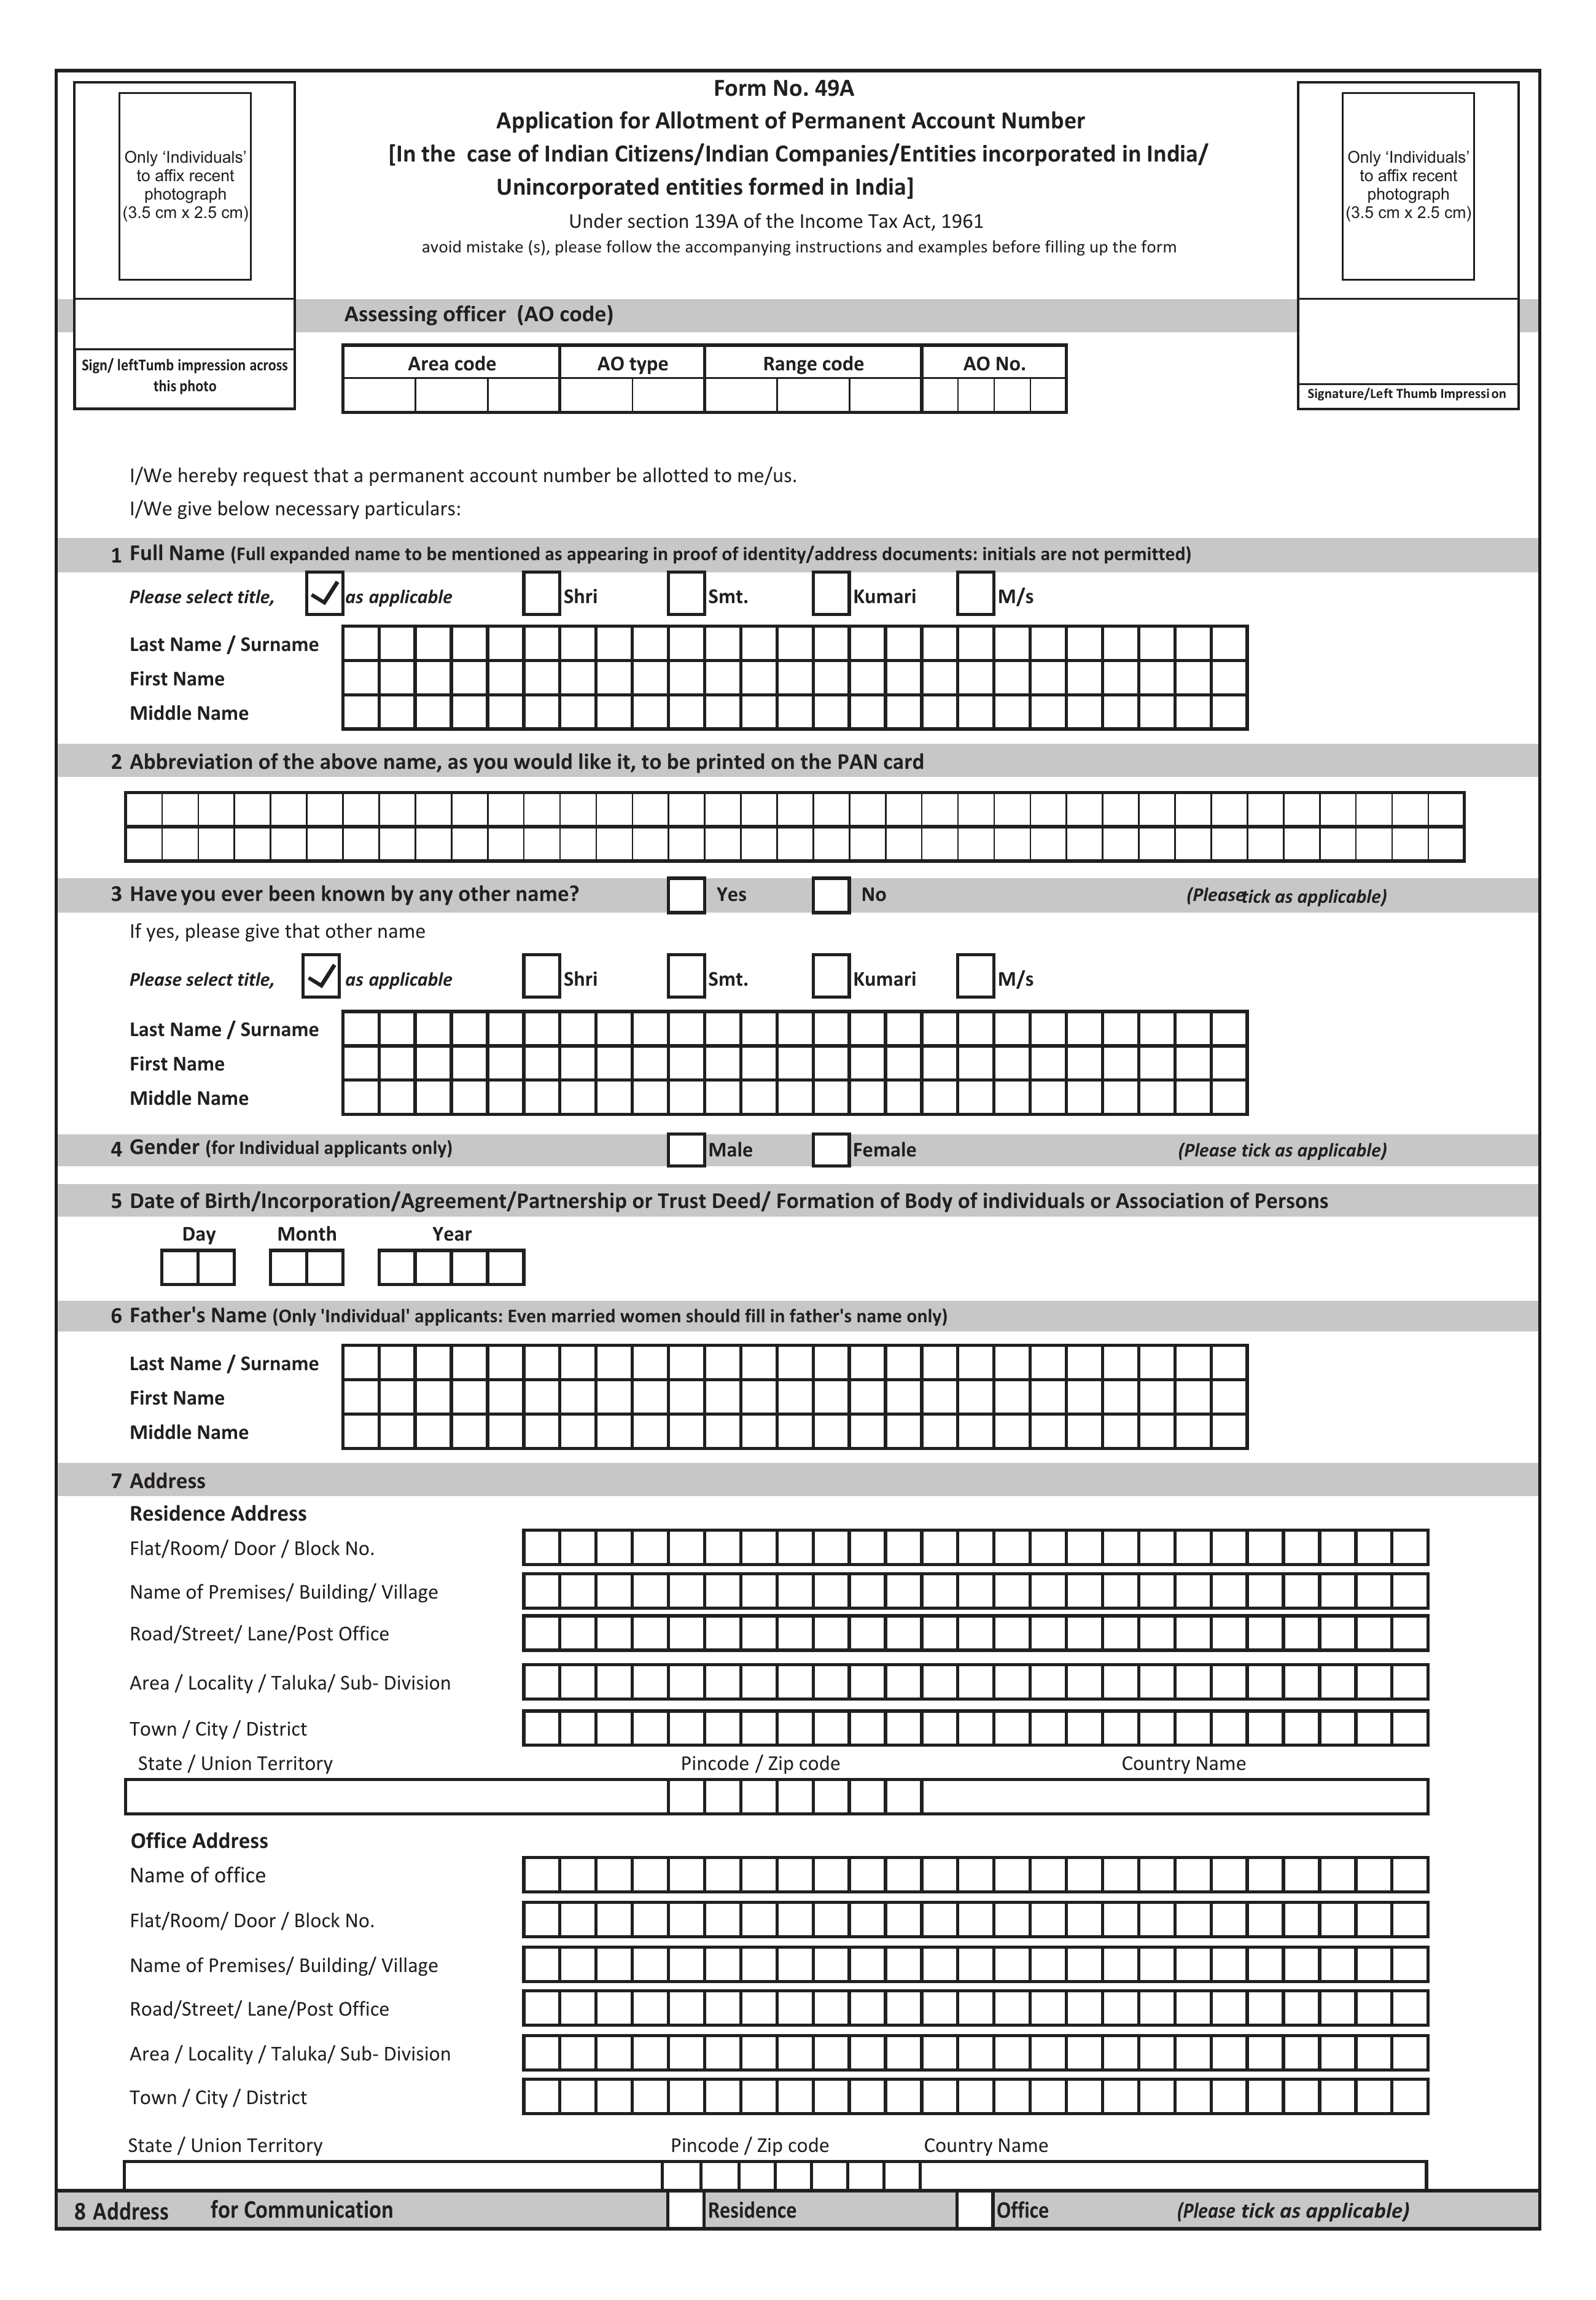 Form No. 49A
Application for Allotment of Permanent Account Number
[In the case of Indian Citizens/Indian Companies/Entities incorporated in India/
Unincorporated entities formed in India]
Under section 139A of the Income Tax Act, 1961
avoid mistake (s), please follow the accompanying instructions and examples before filling up the form
Only ‘Individuals’
to affix recent
photograph
(3.5 cm x 2.5 cm)
Only ‘Individuals’
to affix recent
photograph
(3.5 cm x 2.5 cm)
Sign/ leftTumb impression across
this photo
Signature/Left Thumb Impression
Assessing officer (AO code)
Area code AO type Range code AO No.
I/We hereby request that a permanent account number be allotted to me/us.
I/We give below necessary particulars:
1 Full Name (Full expanded name to be mentioned as appearing in proof of identity/address documents: initials are not permitted)
Please select title, as applicable Shri Smt. Kumari M/s
Last Name / Surname
First Name
Middle Name
2 Abbreviation of the above name, as you would like it, to be printed on the PAN card
3 Have you ever been known by any other name? Yes No (Please tick as applicable)
If yes, please give that other name
Please select title, as applicable Shri Smt. Kumari M/s
Last Name / Surname
First Name
Middle Name
4 Gender (for Individual applicants only) Male Female (Please tick as applicable)
5 Date of Birth/Incorporation/Agreement/Partnership or Trust Deed/ Formation of Body of individuals or Association of Persons
Day Month Year
6 Father's Name (Only 'Individual' applicants: Even married women should fill in father's name only)
Last Name / Surname
First Name
Middle Name
7 Address
Residence Address
Flat/Room/ Door / Block No.
Name of Premises/ Building/ Village
Road/Street/ Lane/Post Office
Area / Locality / Taluka/ Sub- Division
Town / City / District
State / Union Territory Pincode / Zip code Country Name
Office Address
Name of office
Flat/Room/ Door / Block No.
Name of Premises/ Building/ Village
Road/Street/ Lane/Post Office
Area / Locality / Taluka/ Sub- Division
Town / City / District
State / Union Territory Pincode / Zip code Country Name
8 Address for Communication Residence Office (Please tick as applicable)